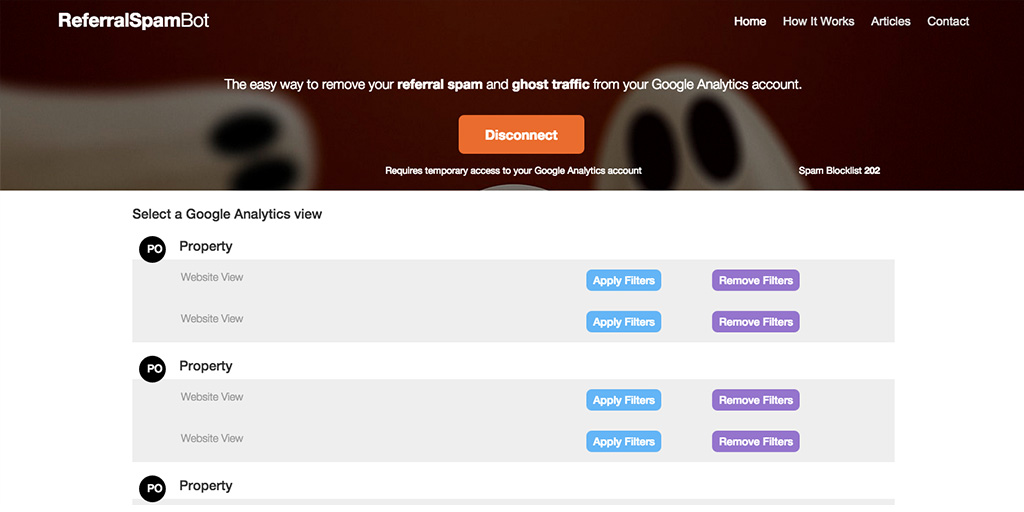 ReferralSpamBot
Home How It Works Articles Contact
The easy way to remove your referral spam and ghost traffic from your Google Analytics account.
Disconnect
Requires temporary access to your Google Analytics account
Spam Blocklist 202
Select a Google Analytics view
PO Property
Website View Apply Filters Remove Filters
Website View Apply Filters Remove Filters
PO Property
Website View Apply Filters Remove Filters
Website View Apply Filters Remove Filters
PO Property